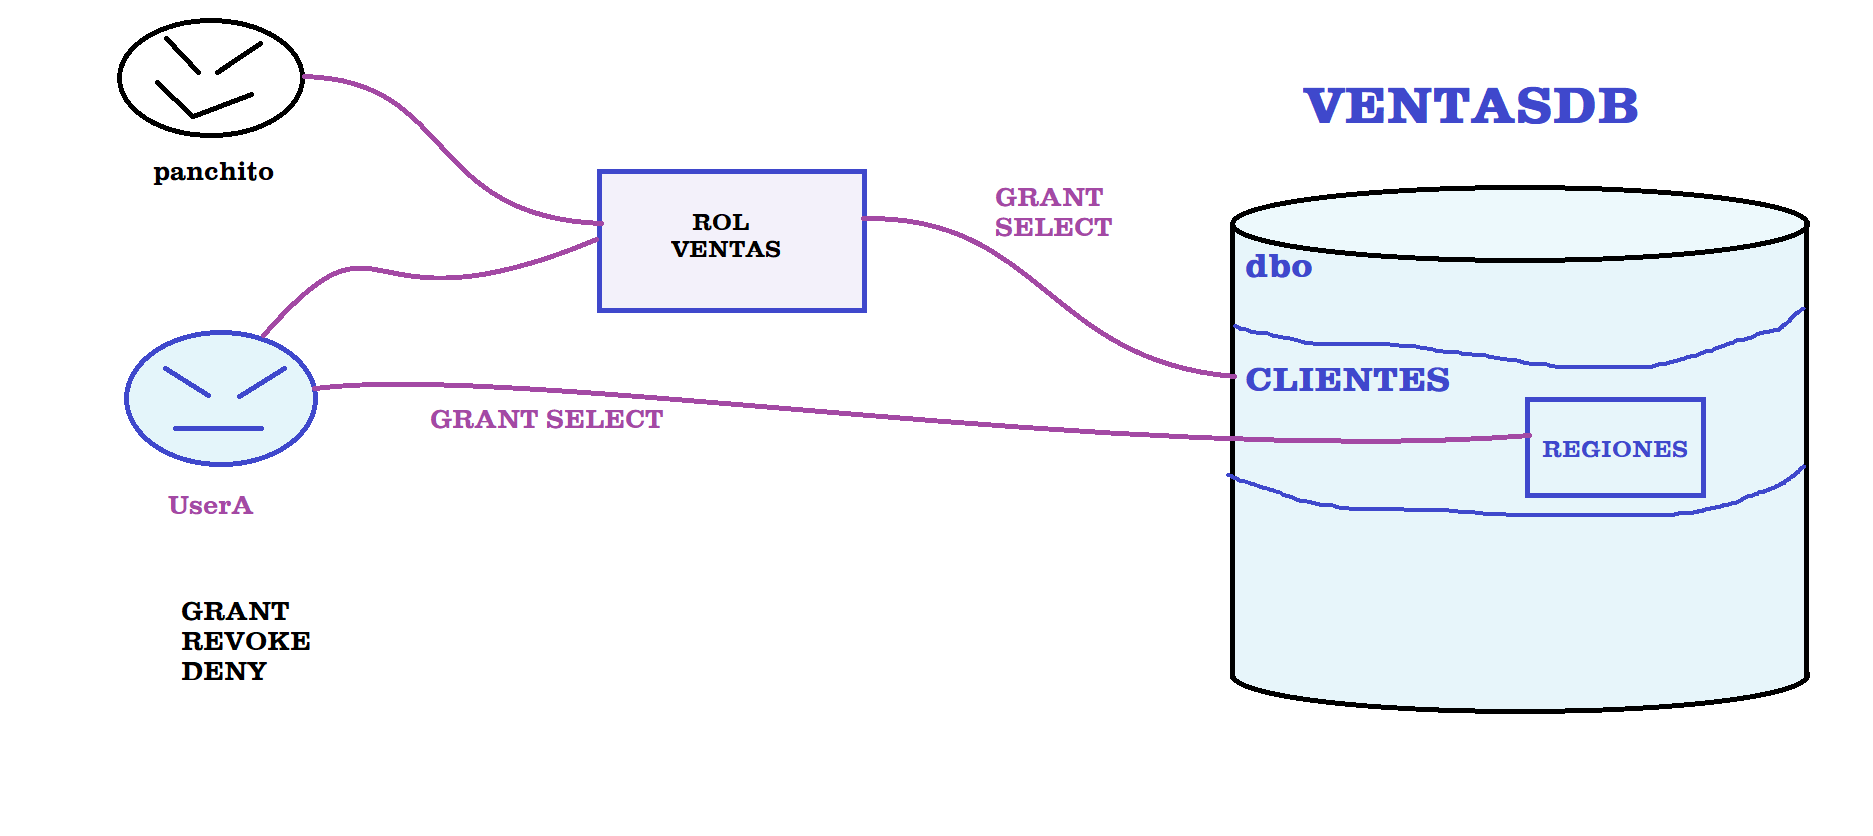 VENTASDB
panchito
ROL
VENTAS
GRANT
SELECT
dbo
CLIENTES
GRANT SELECT
REGIONES
UserA
GRANT
REVOKE
DENY